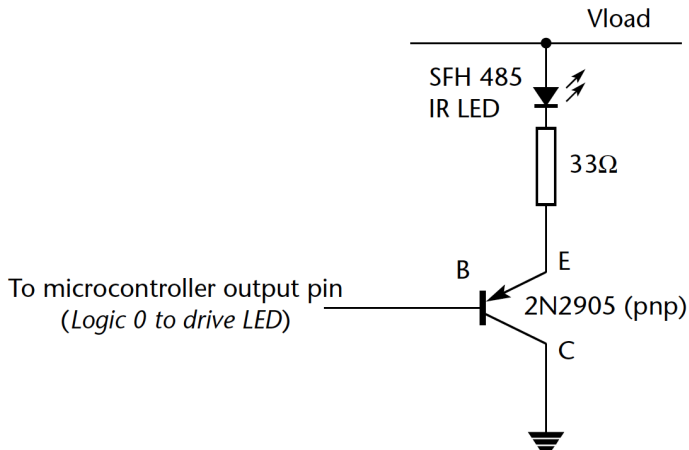 Vload
SFH 485
IR LED
33Ω
E
B
To microcontroller output pin
2N2905 (pnp)
(Logic 0 to drive LED)
C